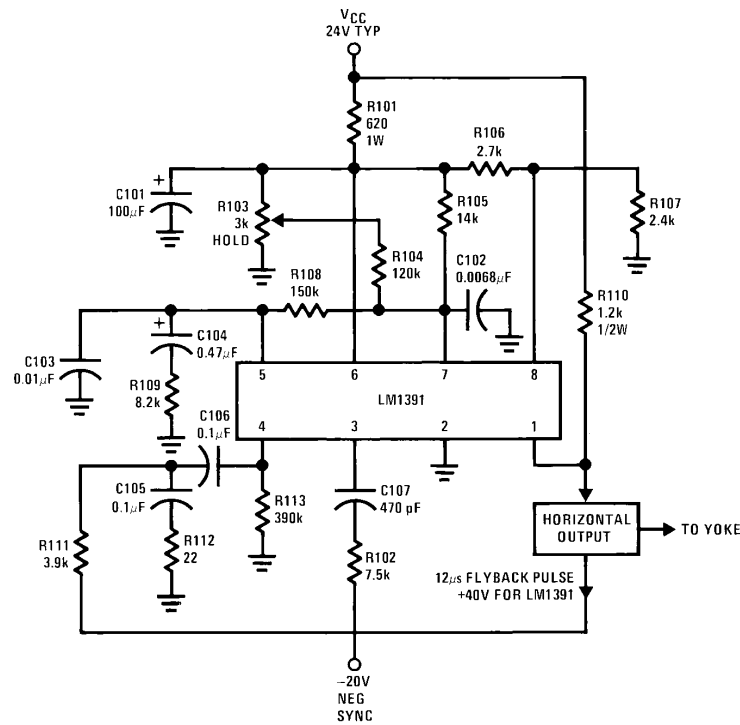 VCC
24V TYP
R101
620
1W
R106
2.7k
C101
100µF
+
R103
3k
HOLD
R105
14k
R107
2.4k
R104
120k
C102
0.0068µF
R108
150k
R110
1.2k
1/2W
+
C104
0.47µF
C103
0.01µF
R109
8.2k
5 6 7 8
LM1391
4 3 2 1
C106
0.1µF
C105
0.1µF
R113
390k
C107
470 pF
HORIZONTAL
OUTPUT
TO YOKE
R111
3.9k
R112
22
R102
7.5k
12µs FLYBACK PULSE
+40V FOR LM1391
−20V
NEG
SYNC